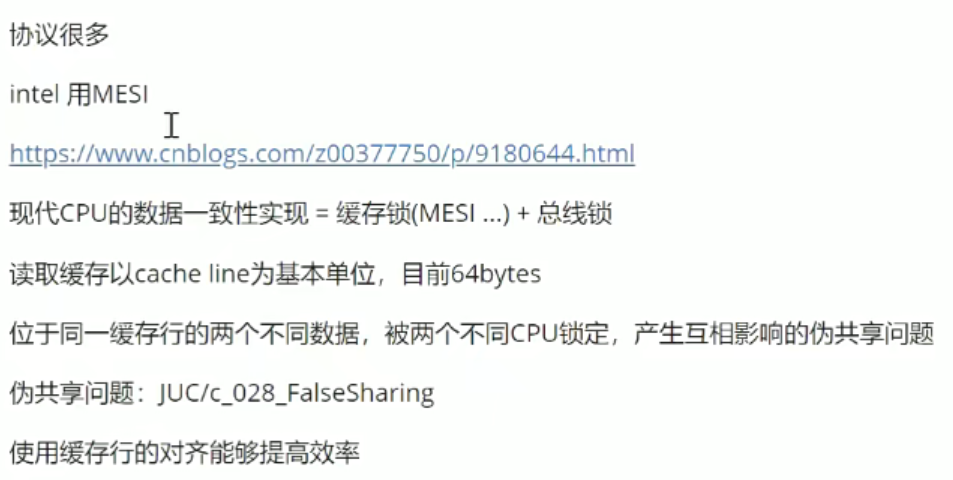 协议很多
intel 用MESI
https://www.cnblogs.com/z00377750/p/9180644.html
现代CPU的数据一致性实现 = 缓存锁(MESI ...) + 总线锁
读取缓存以cache line为基本单位，目前64bytes
位于同一缓存行的两个不同数据，被两个不同CPU锁定，产生互相影响的伪共享问题
伪共享问题：JUC/c_028_FalseSharing
使用缓存行的对齐能够提高效率